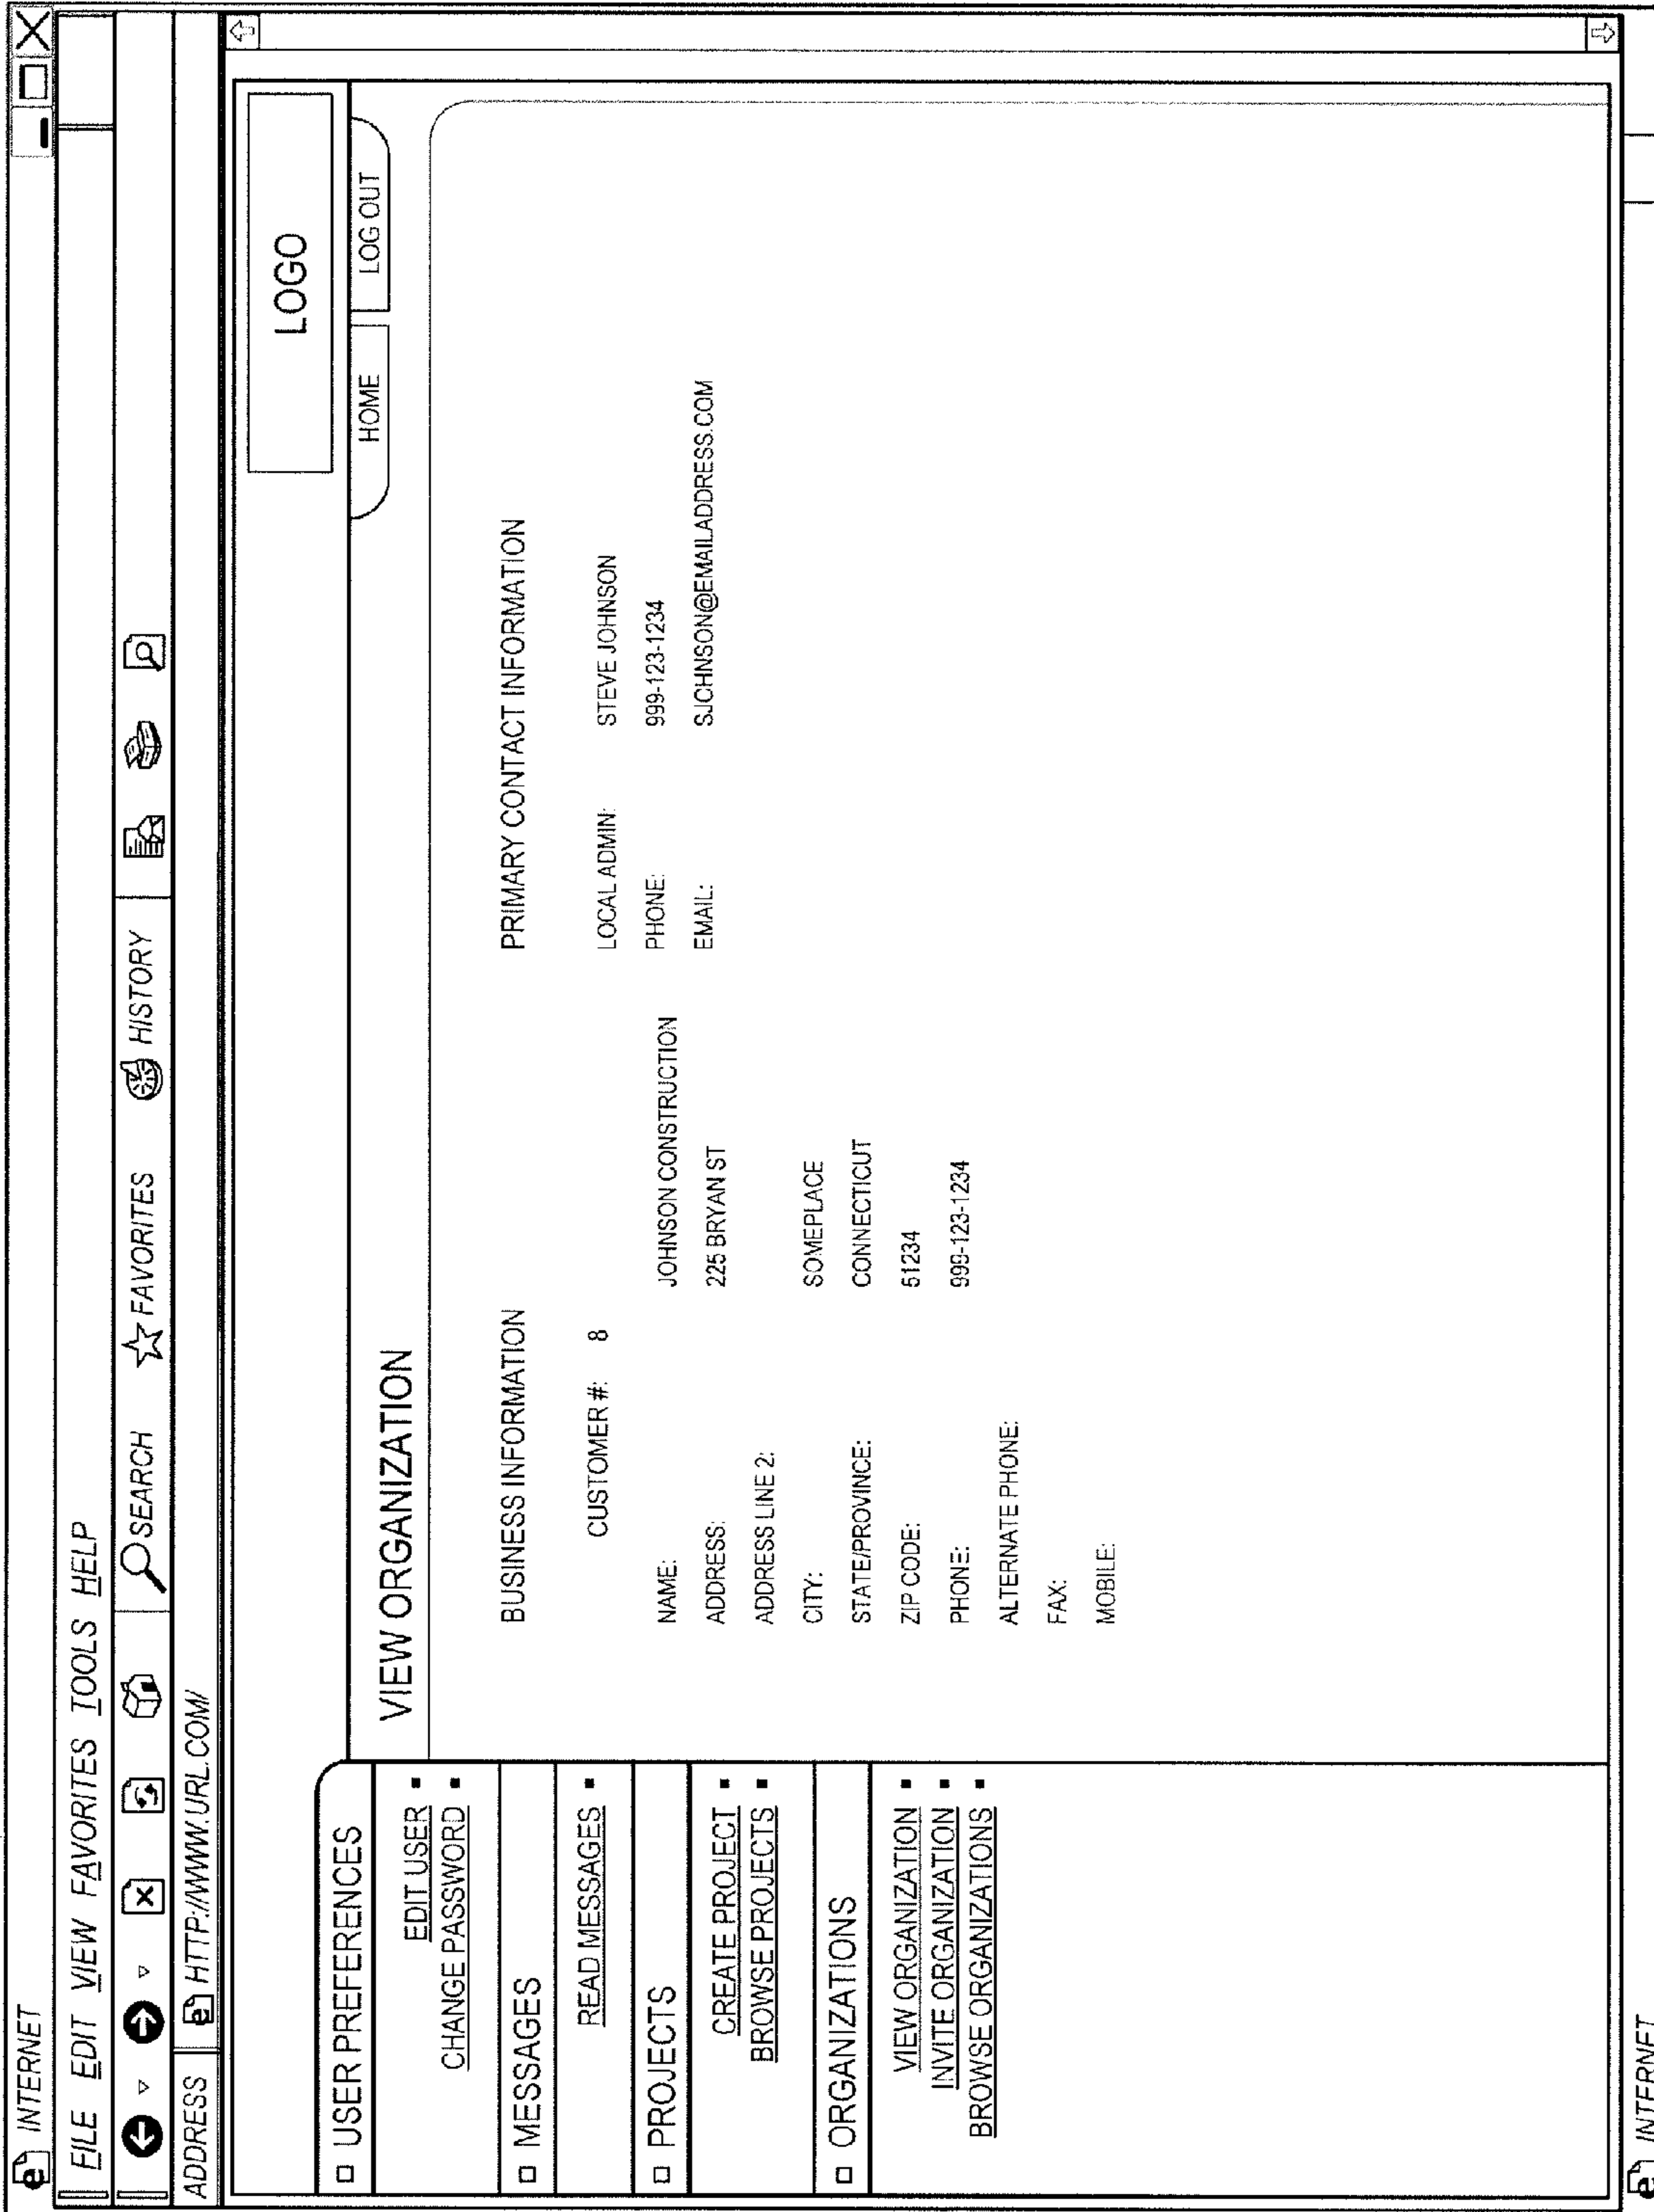 INTERNET
FILE EDIT VIEW FAVORITES TOOLS HELP
SEARCH FAVORITES HISTORY
ADDRESS HTTP://WWW.URL.COM/
LOGO
HOME LOG OUT
USER PREFERENCES
EDIT USER
CHANGE PASSWORD
MESSAGES
READ MESSAGES
PROJECTS
CREATE PROJECT
BROWSE PROJECTS
ORGANIZATIONS
VIEW ORGANIZATION
INVITE ORGANIZATION
BROWSE ORGANIZATIONS
VIEW ORGANIZATION
BUSINESS INFORMATION
CUSTOMER #: 8
NAME: JOHNSON CONSTRUCTION
ADDRESS: 225 BRYAN ST
ADDRESS LINE 2:
CITY: SOMEPLACE
STATE/PROVINCE: CONNECTICUT
ZIP CODE: 51234
PHONE: 999-123-1234
ALTERNATE PHONE:
FAX:
MOBILE:
PRIMARY CONTACT INFORMATION
LOCAL ADMIN: STEVE JOHNSON
PHONE: 999-123-1234
EMAIL: SJCHNSON@EMAILADDRESS.COM
INTERNET